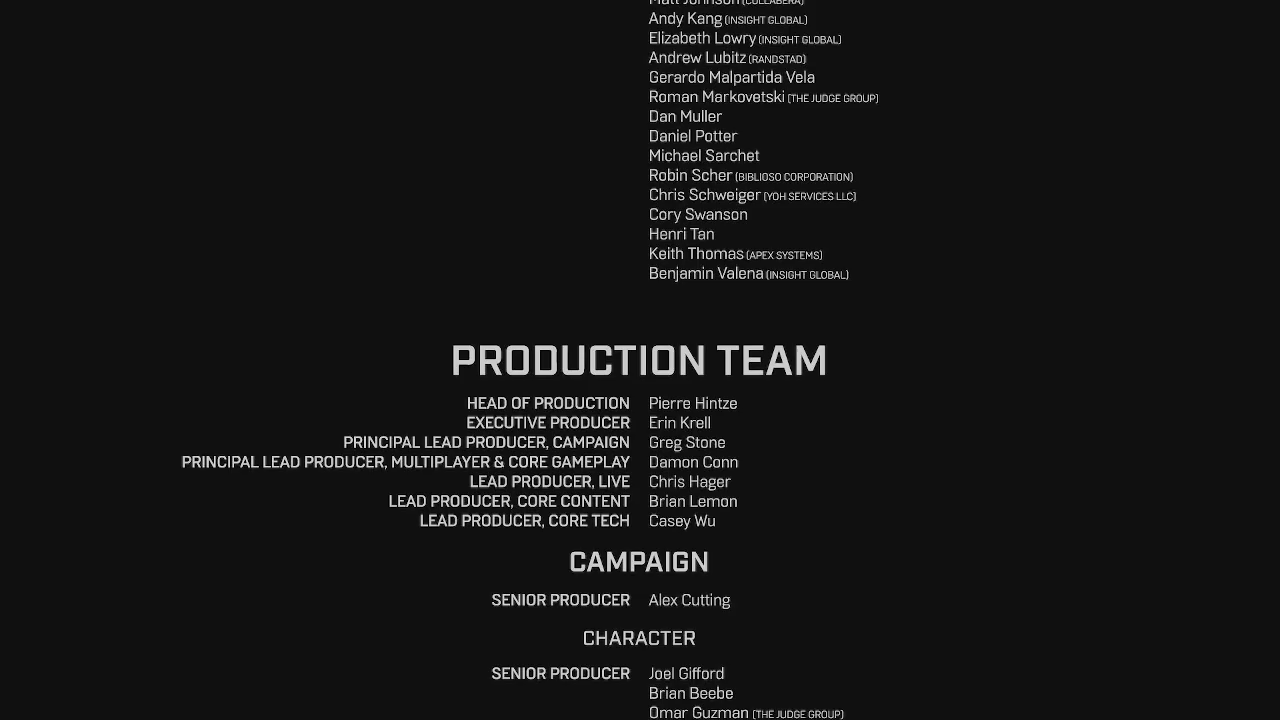 Matt Johnson (COLLABERA)
Andy Kang (INSIGHT GLOBAL)
Elizabeth Lowry (INSIGHT GLOBAL)
Andrew Lubitz (RANDSTAD)
Gerardo Malpartida Vela
Roman Markovetski (THE JUDGE GROUP)
Dan Muller
Daniel Potter
Michael Sarchet
Robin Scher (BIBLIOSO CORPORATION)
Chris Schweiger (YOH SERVICES LLC)
Cory Swanson
Henri Tan
Keith Thomas (APEX SYSTEMS)
Benjamin Valena (INSIGHT GLOBAL)
PRODUCTION TEAM
HEAD OF PRODUCTION Pierre Hintze
EXECUTIVE PRODUCER Erin Krell
PRINCIPAL LEAD PRODUCER, CAMPAIGN Greg Stone
PRINCIPAL LEAD PRODUCER, MULTIPLAYER & CORE GAMEPLAY Damon Conn
LEAD PRODUCER, LIVE Chris Hager
LEAD PRODUCER, CORE CONTENT Brian Lemon
LEAD PRODUCER, CORE TECH Casey Wu
CAMPAIGN
SENIOR PRODUCER Alex Cutting
CHARACTER
SENIOR PRODUCER Joel Gifford
Brian Beebe
Omar Guzman (THE JUDGE GROUP)